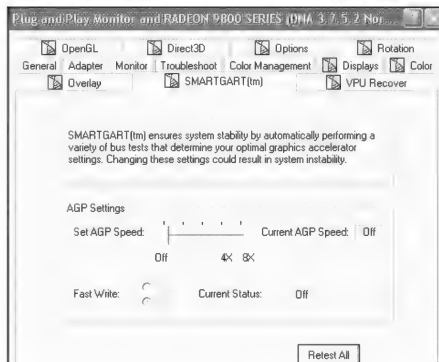 Plug and Play Monitor and RADEON 9800 SERIES (DNA 3.7.5.2 Nor...
OpenGL Direct3D Options Rotation
General Adapter Monitor Troubleshoot Color Management Displays Color
Overlay SMARTGART(tm) VPU Recover
SMARTGART(tm) ensures system stability by automatically performing a
variety of bus tests that determine your optimal graphics accelerator
settings. Changing these settings could result in system instability.
AGP Settings
Set AGP Speed: Current AGP Speed: Off
Off 4X 8X
Fast Write: Current Status: Off
Retest All